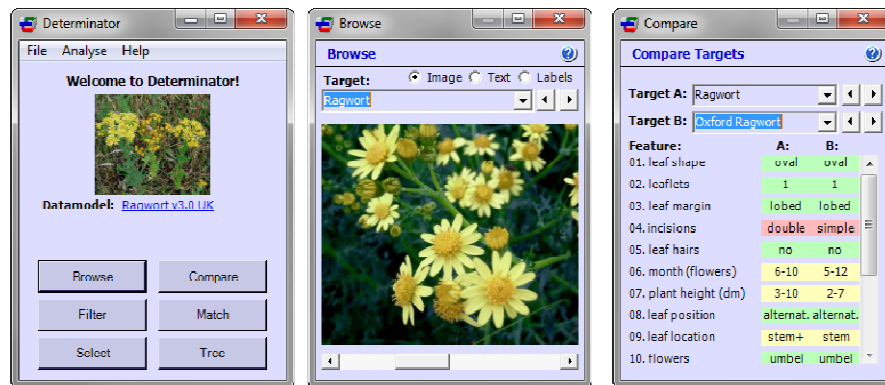 Determinator
File Analyse Help
Welcome to Determinator!
Datamodel: Ragwort v3.0 UK
Browse Compare
Filter Match
Select Tree
Browse
Browse
Target: Image Text Labels
Ragwort
Compare
Compare Targets
Target A: Ragwort
Target B: Oxford Ragwort
Feature: A: B:
01. leaf shape oval oval
02. leaflets 1 1
03. leaf margin lobed lobed
04. incisions double simple
05. leaf hairs no no
06. month (flowers) 6-10 5-12
07. plant height (dm) 3-10 2-7
08. leaf position alternat. alternat.
09. leaf location stem+ stem
10. flowers umbel umbel